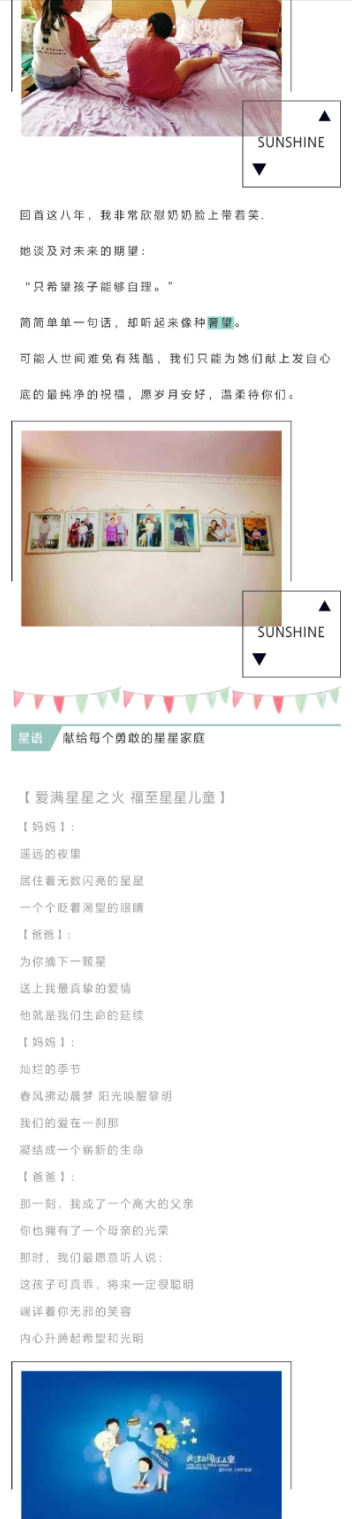 SUNSHINE
回首这八年，我非常欣慰奶奶脸上带着笑.
她谈及对未来的期望：
“只希望孩子能够自理。”
简简单单一句话，却听起来像种奢望。
可能人世间难免有残酷，我们只能为她们献上发自心
底的最纯净的祝福，愿岁月安好，温柔待你们。
SUNSHINE
星语 献给每个勇敢的星星家庭
【 爱满星星之火 福至星星儿童 】
【 妈妈 】：
遥远的夜里
居住着无数闪亮的星星
一个个眨着渴望的眼睛
【 爸爸 】：
为你摘下一颗星
送上我最真挚的爱情
他就是我们生命的延续
【 妈妈 】：
灿烂的季节
春风拂动晨梦 阳光唤醒黎明
我们的爱在一刹那
凝结成一个崭新的生命
【 爸爸 】：
那一刻，我成了一个高大的父亲
你也拥有了一个母亲的光荣
那时，我们最愿意听人说：
这孩子可真乖，将来一定很聪明
端详着你无邪的笑容
内心升腾起希望和光明